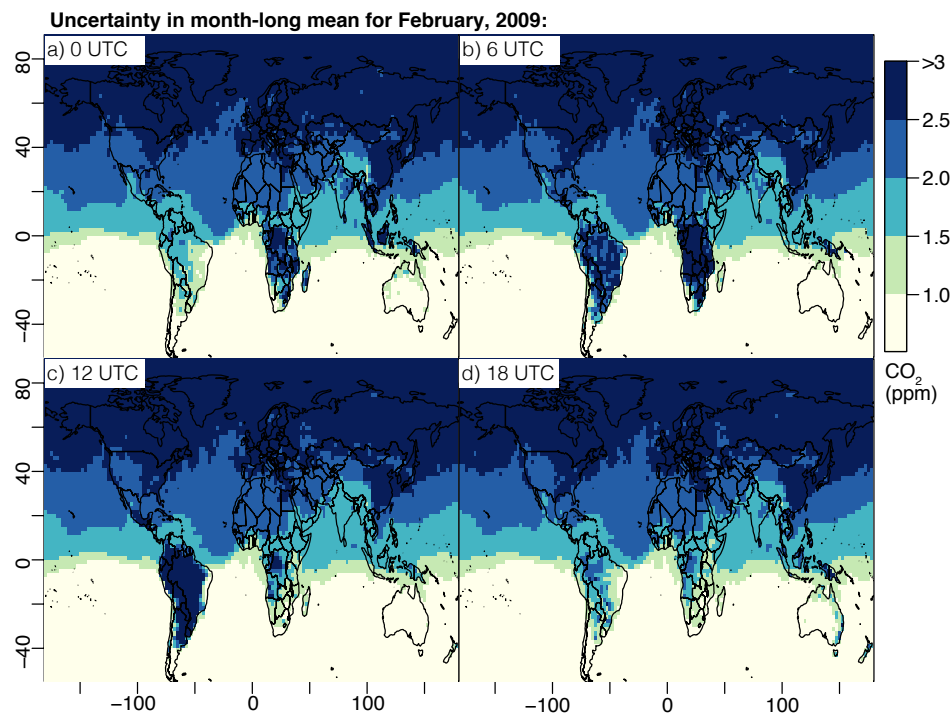 Uncertainty in month-long mean for February, 2009:
a) 0 UTC
b) 6 UTC
>3
80
2.5
40
2.0
0
1.5
1.0
−40
CO2
(ppm)
c) 12 UTC
d) 18 UTC
80
40
0
−40
−100
0
100
−100
0
100